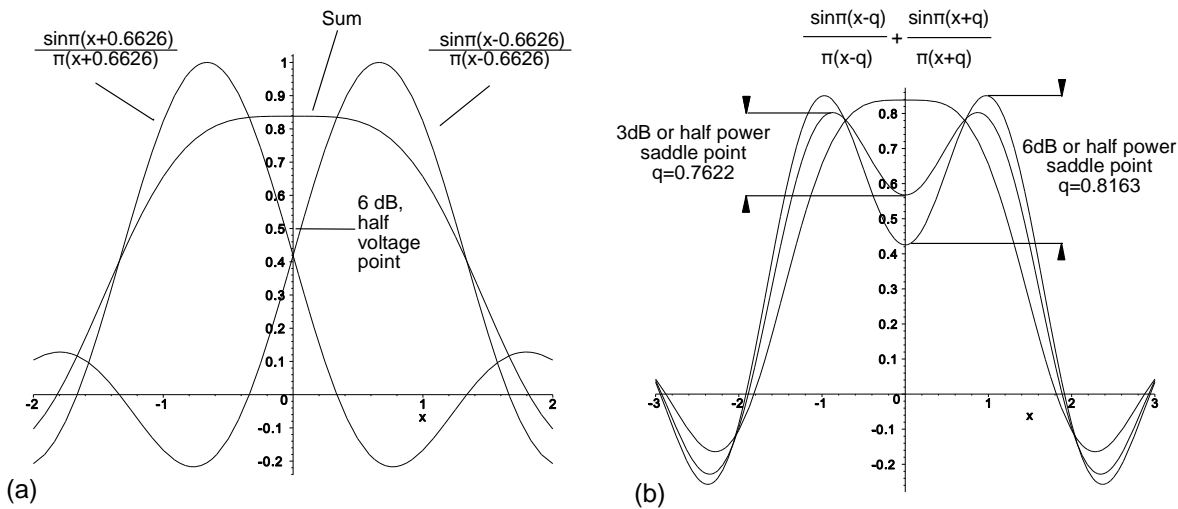 Sum
sinπ(x+0.6626)
π(x+0.6626)
sinπ(x-0.6626)
π(x-0.6626)
1
0.9
0.8
0.7
0.6
0.5
0.4
0.3
0.2
0.1
0
-0.1
-0.2
-2
-1
1
2
x
6 dB,
half
voltage
point
(a)
sinπ(x-q)
π(x-q)
+
sinπ(x+q)
π(x+q)
3dB or half power
saddle point
q=0.7622
6dB or half power
saddle point
q=0.8163
0.8
0.7
0.6
0.5
0.4
0.3
0.2
0.1
0
-0.1
-0.2
-3
-2
-1
1
2
3
x
(b)